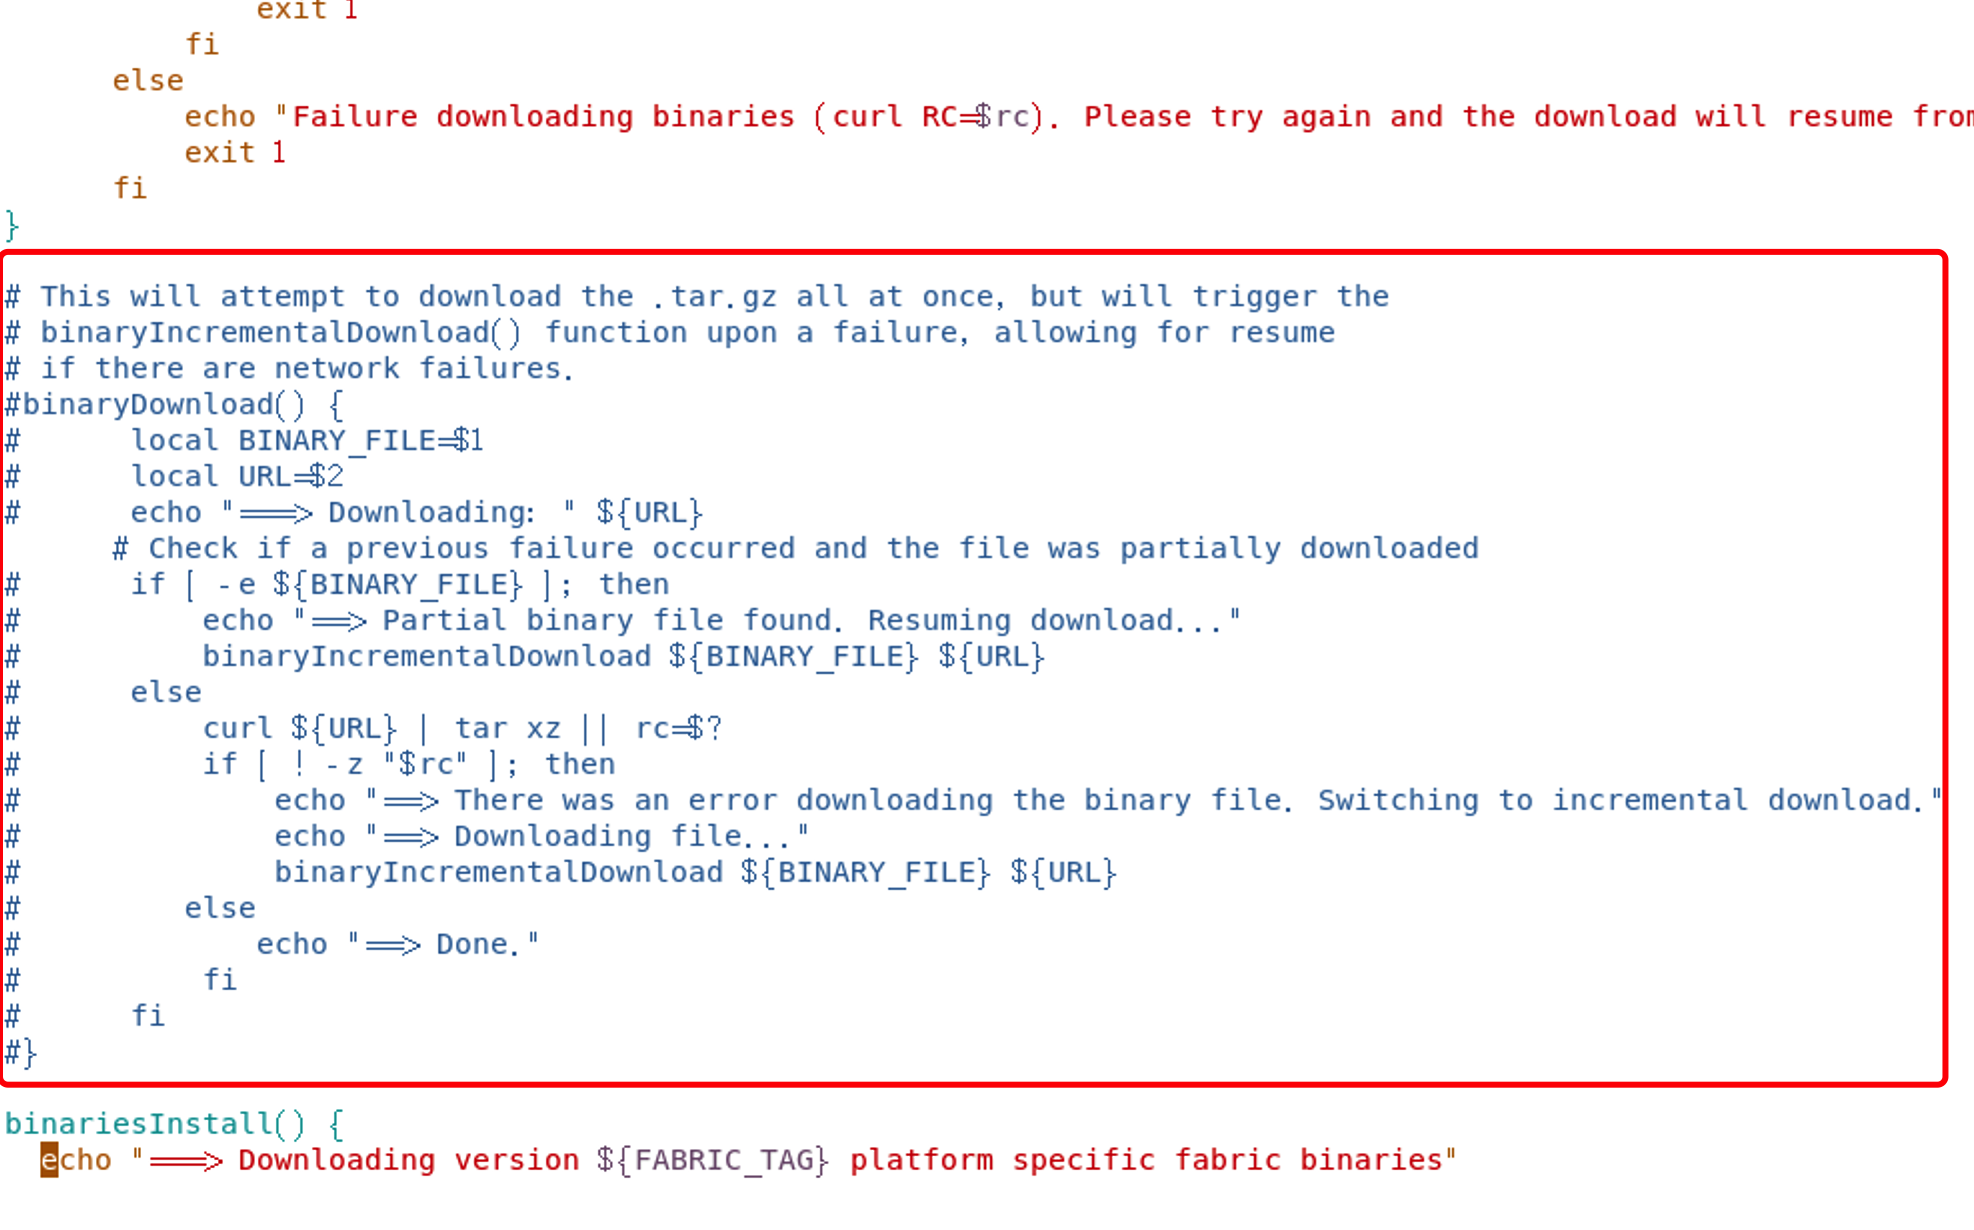 exit 1
          fi
      else
          echo "Failure downloading binaries (curl RC=$rc). Please try again and the download will resume from
          exit 1
      fi
}
# This will attempt to download the .tar.gz all at once, but will trigger the
# binaryIncrementalDownload() function upon a failure, allowing for resume
# if there are network failures.
#binaryDownload() {
#      local BINARY_FILE=$1
#      local URL=$2
#      echo "===> Downloading: " ${URL}
      # Check if a previous failure occurred and the file was partially downloaded
#      if [ -e ${BINARY_FILE} ]; then
#          echo "==> Partial binary file found. Resuming download..."
#          binaryIncrementalDownload ${BINARY_FILE} ${URL}
#      else
#          curl ${URL} | tar xz || rc=$?
#          if [ ! -z "$rc" ]; then
#              echo "==> There was an error downloading the binary file. Switching to incremental download."
#              echo "==> Downloading file..."
#              binaryIncrementalDownload ${BINARY_FILE} ${URL}
#         else
#             echo "==> Done."
#          fi
#      fi
#}
binariesInstall() {
  echo "===> Downloading version ${FABRIC_TAG} platform specific fabric binaries"